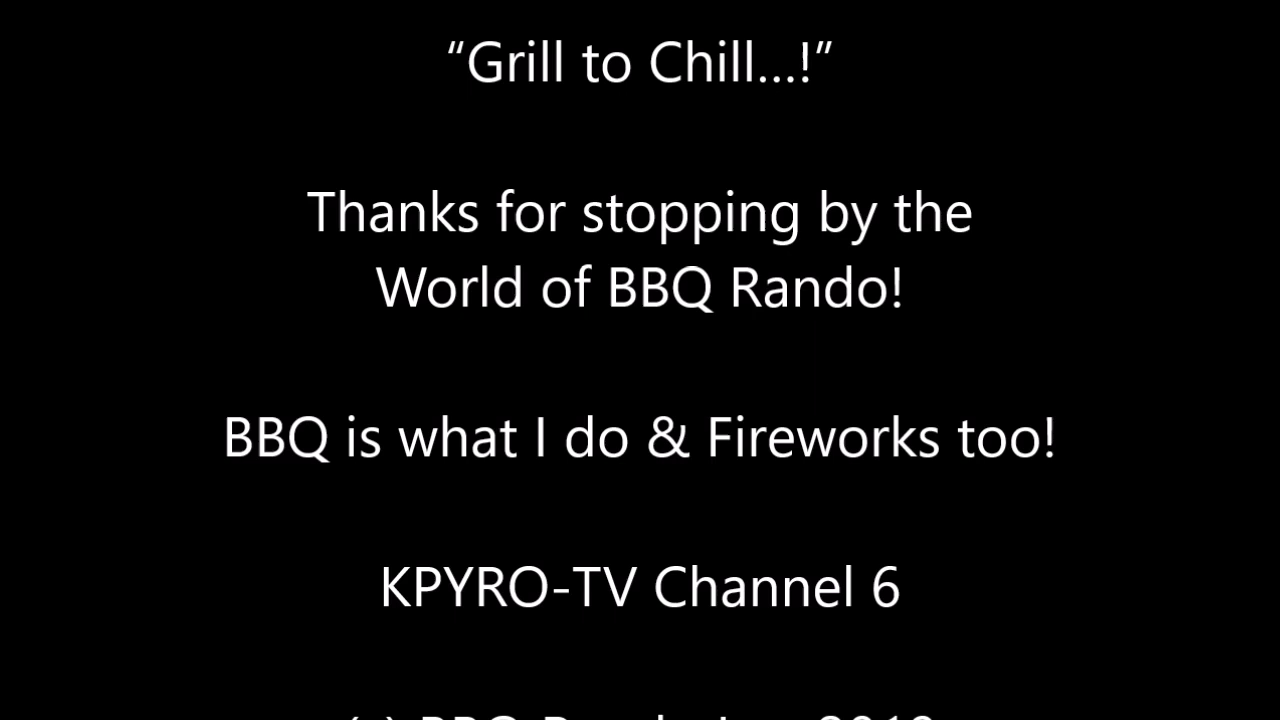 “Grill to Chill...!”
Thanks for stopping by the
World of BBQ Rando!
BBQ is what I do & Fireworks too!
KPYRO-TV Channel 6
(c) BBQ